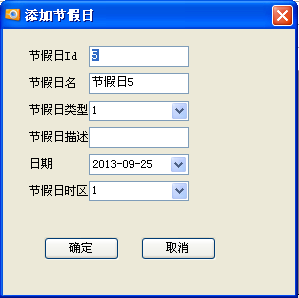 添加节假日
节假日Id 5
节假日名 节假日5
节假日类型 1
节假日描述
日期 2013-09-25
节假日时区 1
确定 取消